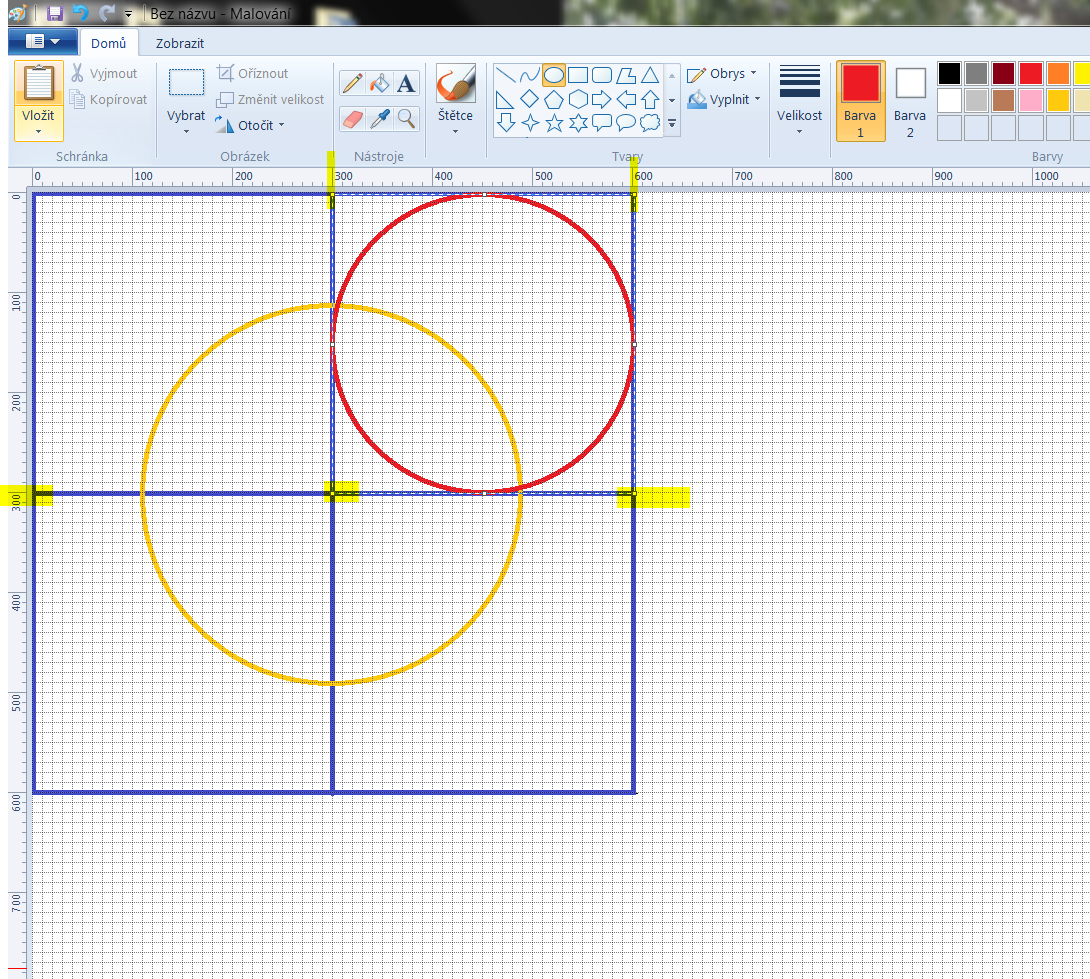 Bez názvu - Malování
Domů Zobrazit
Vložit
Vyjmout
Kopírovat
Schránka
Vybrat
Oříznout
Změnit velikost
Otočit
Obrázek
A
Nástroje
Štětce
Obrys
Vyplnit
Tvary
Velikost
Barva
1
Barva
2
Barvy
0 100 200 300 400 500 600 700 800 900 1000
0
100
200
300
400
500
600
700